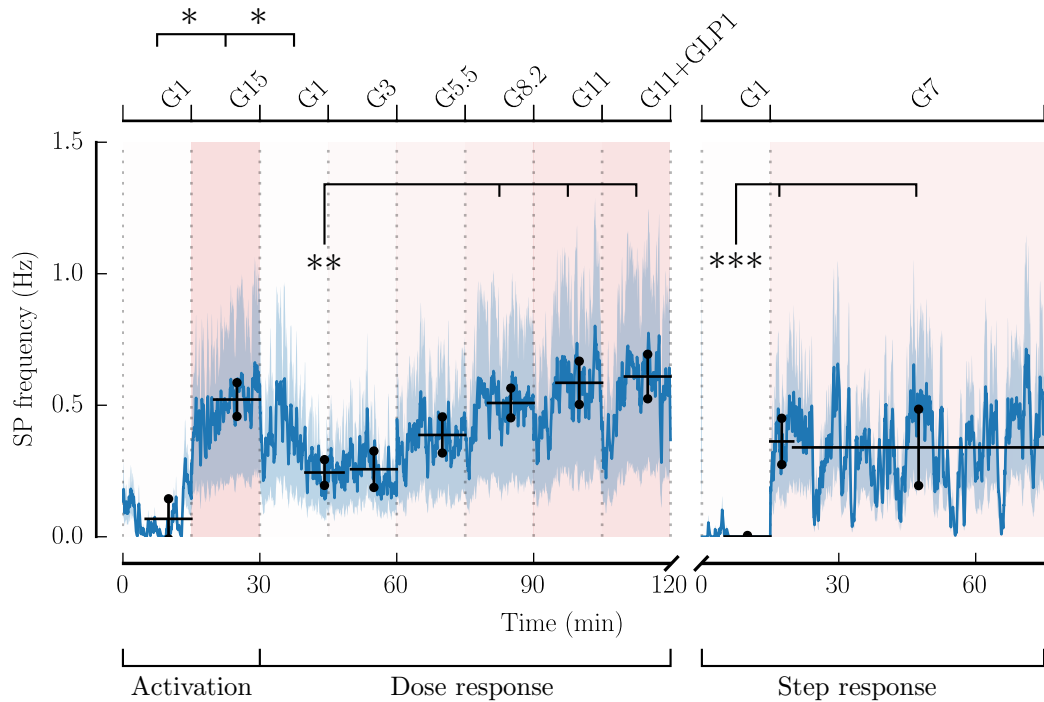 * *
G1 G15 G1 G3 G5.5 G8.2 G11 G11+GLP1 G1 G7
1.5
1.0
0.5
0.0
SP frequency (Hz)
** ***
0 30 60 90 120 0 30 60
Time (min)
Activation Dose response Step response